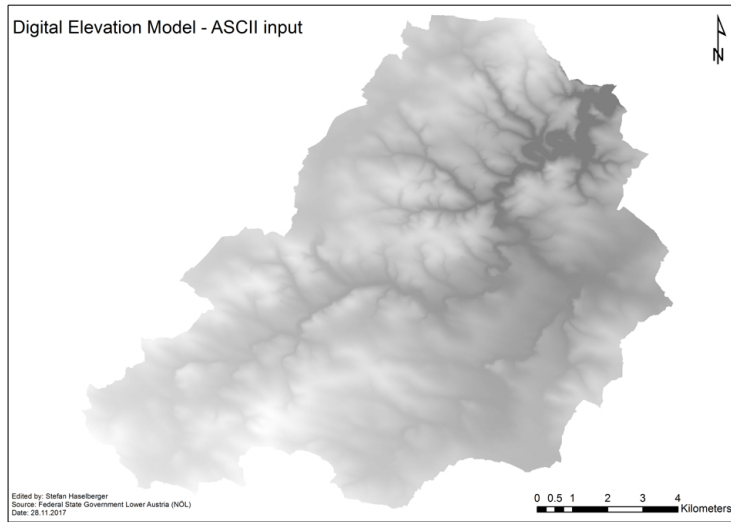 Digital Elevation Model - ASCII input
N
Edited by: Stefan Haselberger
Source: Federal State Government Lower Austria (NÖL)
Date: 28.11.2017
0 0.5 1 2 3 4
Kilometers